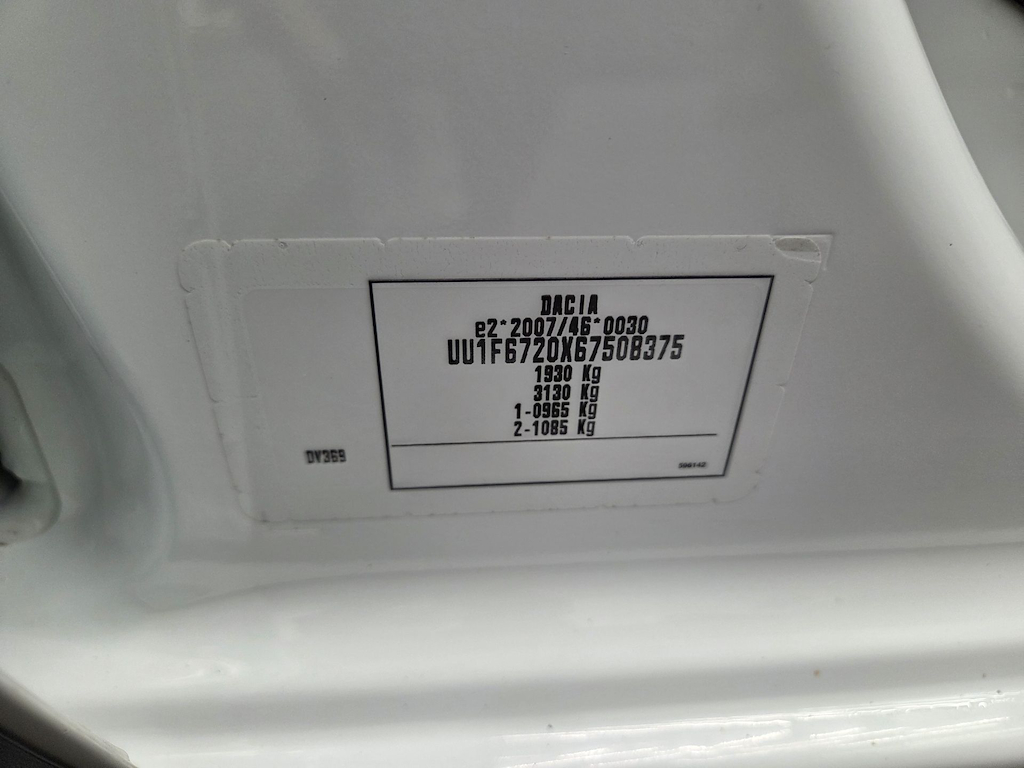 DACIA
e2*2007/46*0030
UU1F6720X67508375
1930 Kg
3130 Kg
1-0965 Kg
2-1085 Kg
DV369